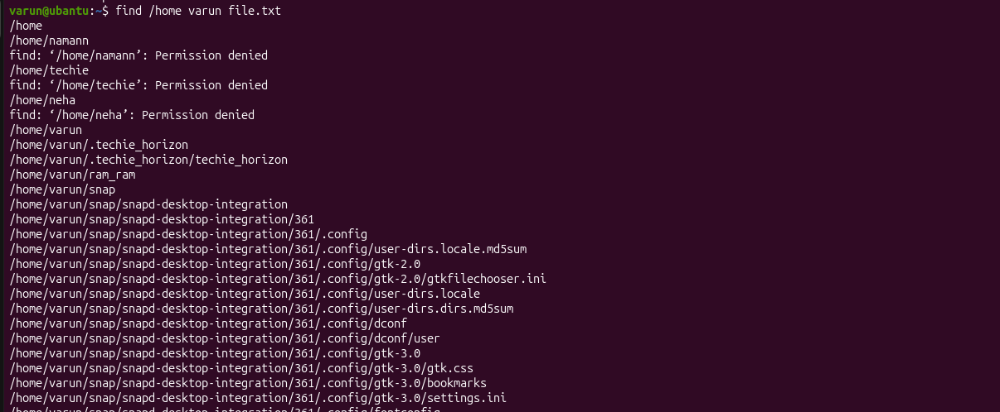 varun@ubantu:~$ find /home varun file.txt
/home
/home/namann
find: ‘/home/namann’: Permission denied
/home/techie
find: ‘/home/techie’: Permission denied
/home/neha
find: ‘/home/neha’: Permission denied
/home/varun
/home/varun/.techie_horizon
/home/varun/.techie_horizon/techie_horizon
/home/varun/ram_ram
/home/varun/snap
/home/varun/snap/snapd-desktop-integration
/home/varun/snap/snapd-desktop-integration/361
/home/varun/snap/snapd-desktop-integration/361/.config
/home/varun/snap/snapd-desktop-integration/361/.config/user-dirs.locale.md5sum
/home/varun/snap/snapd-desktop-integration/361/.config/gtk-2.0
/home/varun/snap/snapd-desktop-integration/361/.config/gtk-2.0/gtkfilechooser.ini
/home/varun/snap/snapd-desktop-integration/361/.config/user-dirs.locale
/home/varun/snap/snapd-desktop-integration/361/.config/user-dirs.dirs.md5sum
/home/varun/snap/snapd-desktop-integration/361/.config/dconf
/home/varun/snap/snapd-desktop-integration/361/.config/dconf/user
/home/varun/snap/snapd-desktop-integration/361/.config/gtk-3.0
/home/varun/snap/snapd-desktop-integration/361/.config/gtk-3.0/gtk.css
/home/varun/snap/snapd-desktop-integration/361/.config/gtk-3.0/bookmarks
/home/varun/snap/snapd-desktop-integration/361/.config/gtk-3.0/settings.ini
/home/varun/snap/snapd-desktop-integration/361/.config/fontconfig